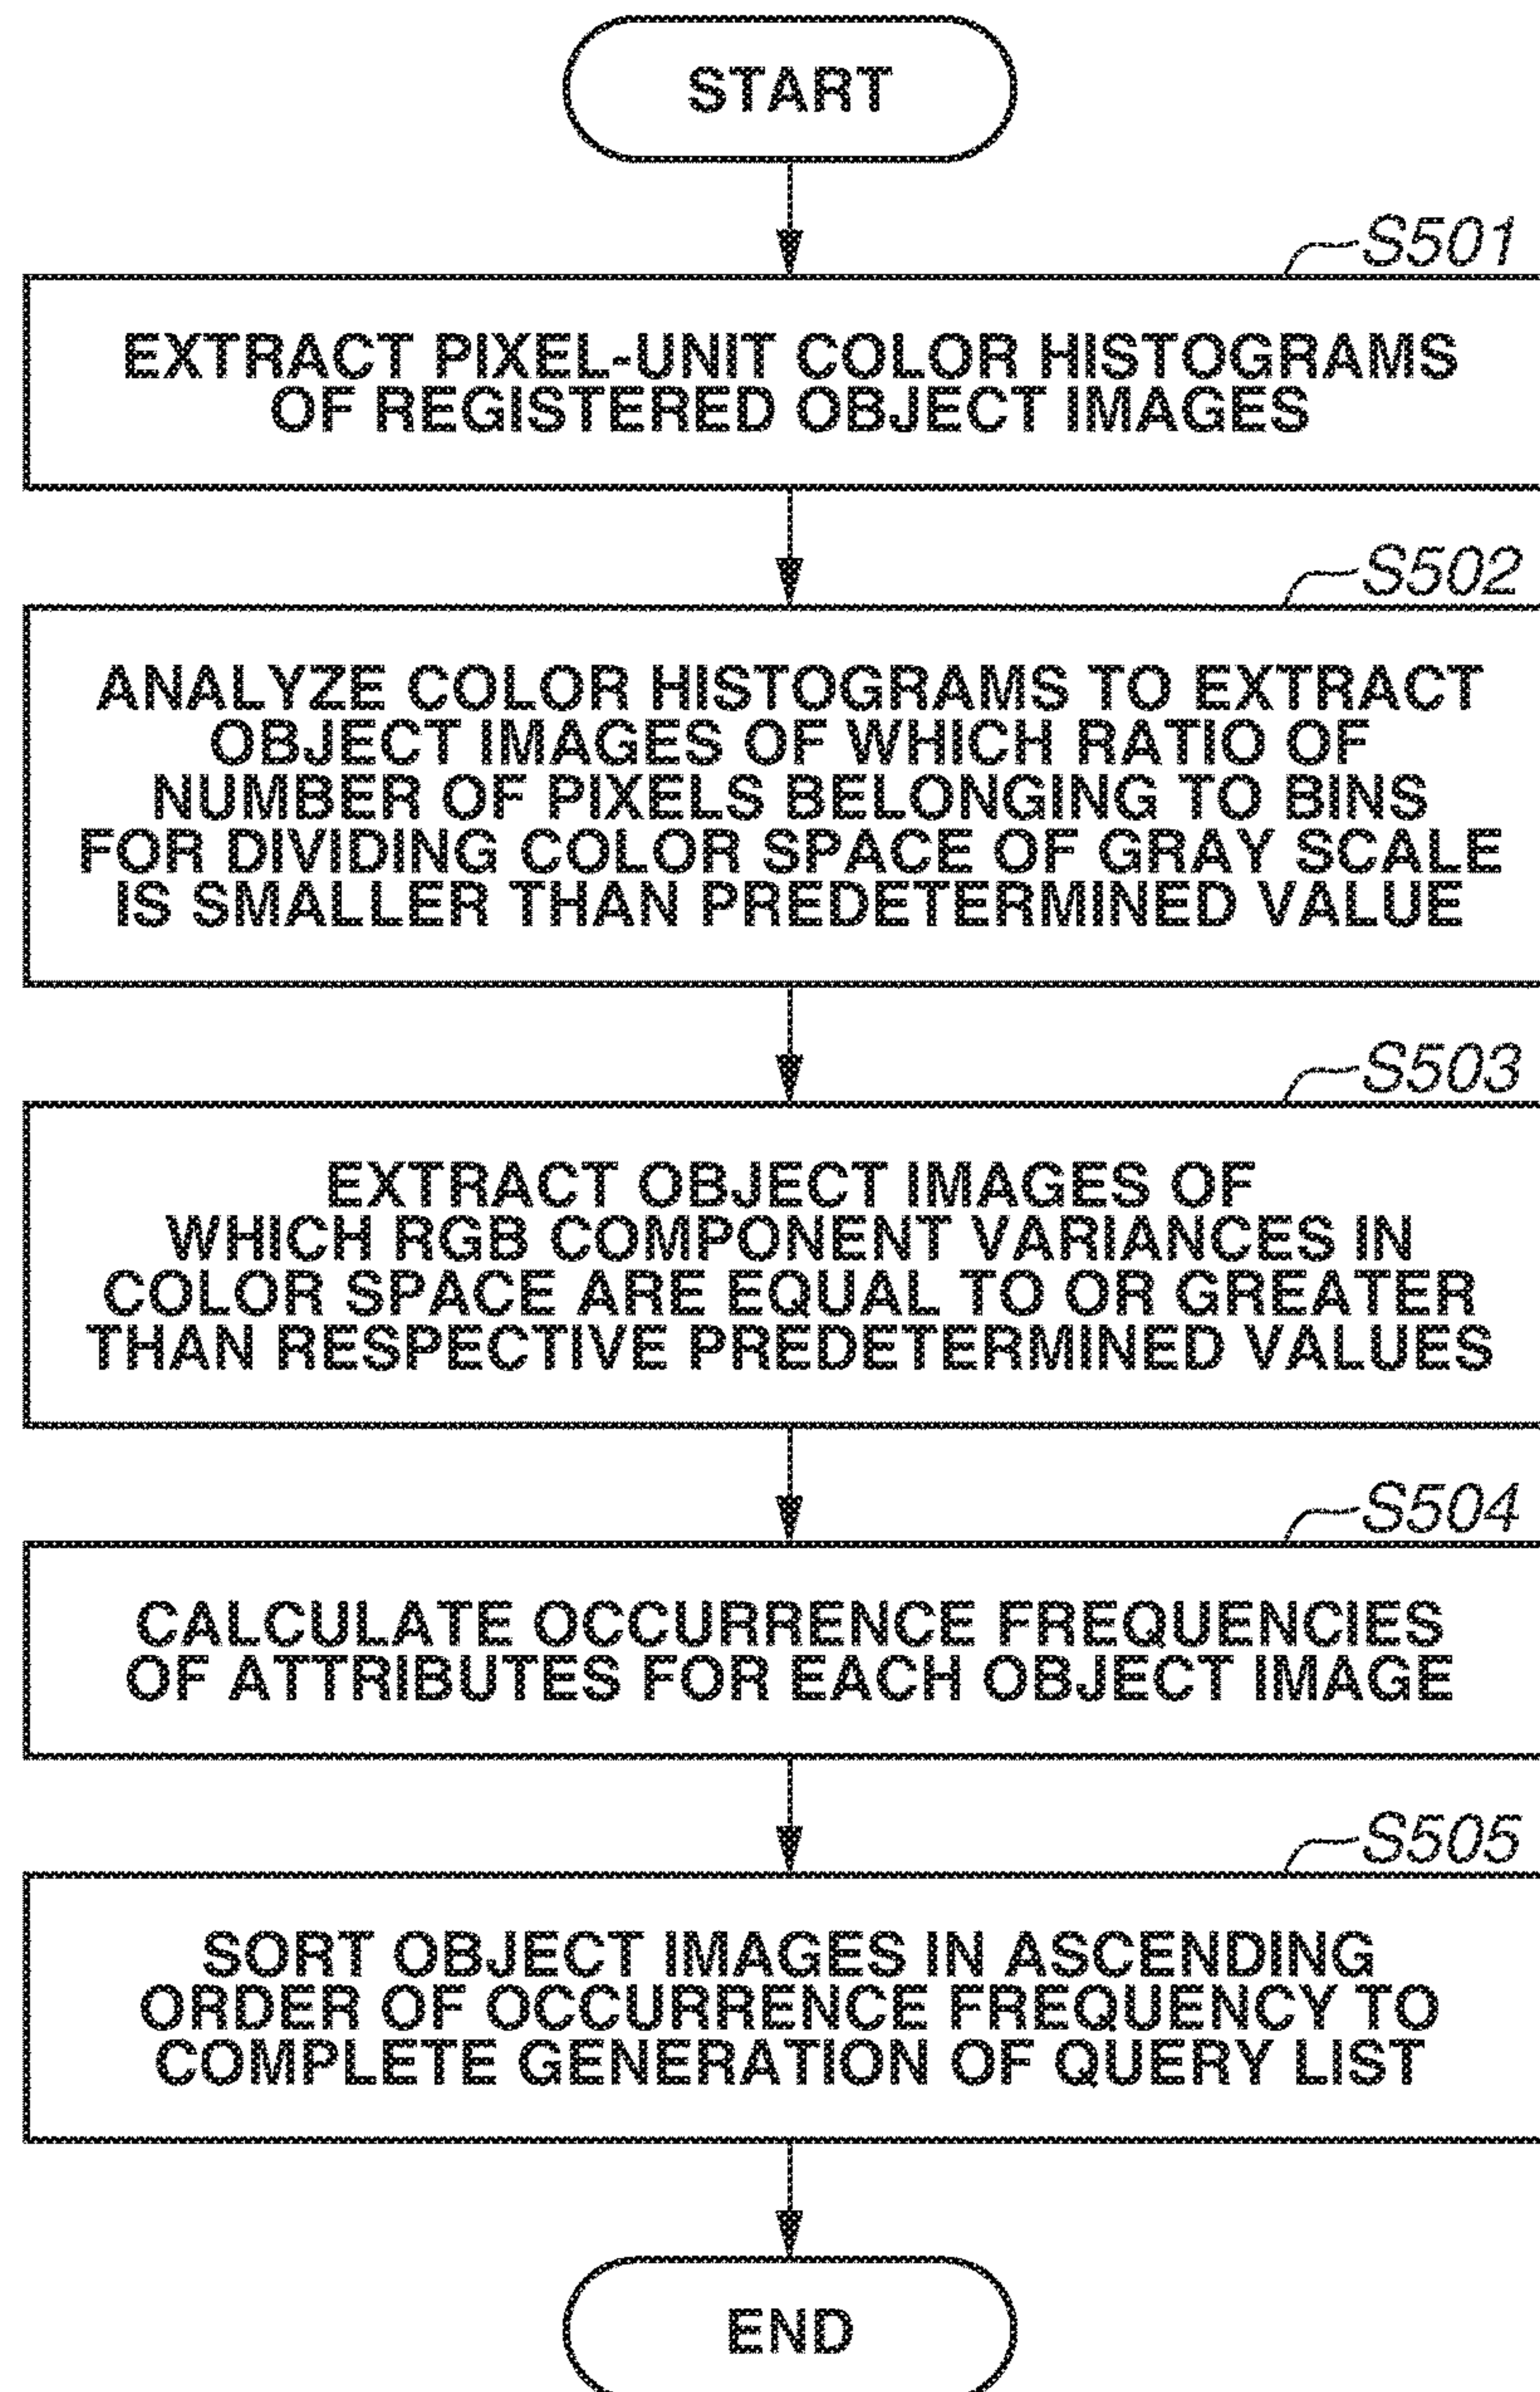 START
S501
EXTRACT PIXEL-UNIT COLOR HISTOGRAMS
OF REGISTERED OBJECT IMAGES
S502
ANALYZE COLOR HISTOGRAMS TO EXTRACT
OBJECT IMAGES OF WHICH RATIO OF
NUMBER OF PIXELS BELONGING TO BINS
FOR DIVIDING COLOR SPACE OF GRAY SCALE
IS SMALLER THAN PREDETERMINED VALUE
S503
EXTRACT OBJECT IMAGES OF
WHICH RGB COMPONENT VARIANCES IN
COLOR SPACE ARE EQUAL TO OR GREATER
THAN RESPECTIVE PREDETERMINED VALUES
S504
CALCULATE OCCURRENCE FREQUENCIES
OF ATTRIBUTES FOR EACH OBJECT IMAGE
S505
SORT OBJECT IMAGES IN ASCENDING
ORDER OF OCCURRENCE FREQUENCY TO
COMPLETE GENERATION OF QUERY LIST
END